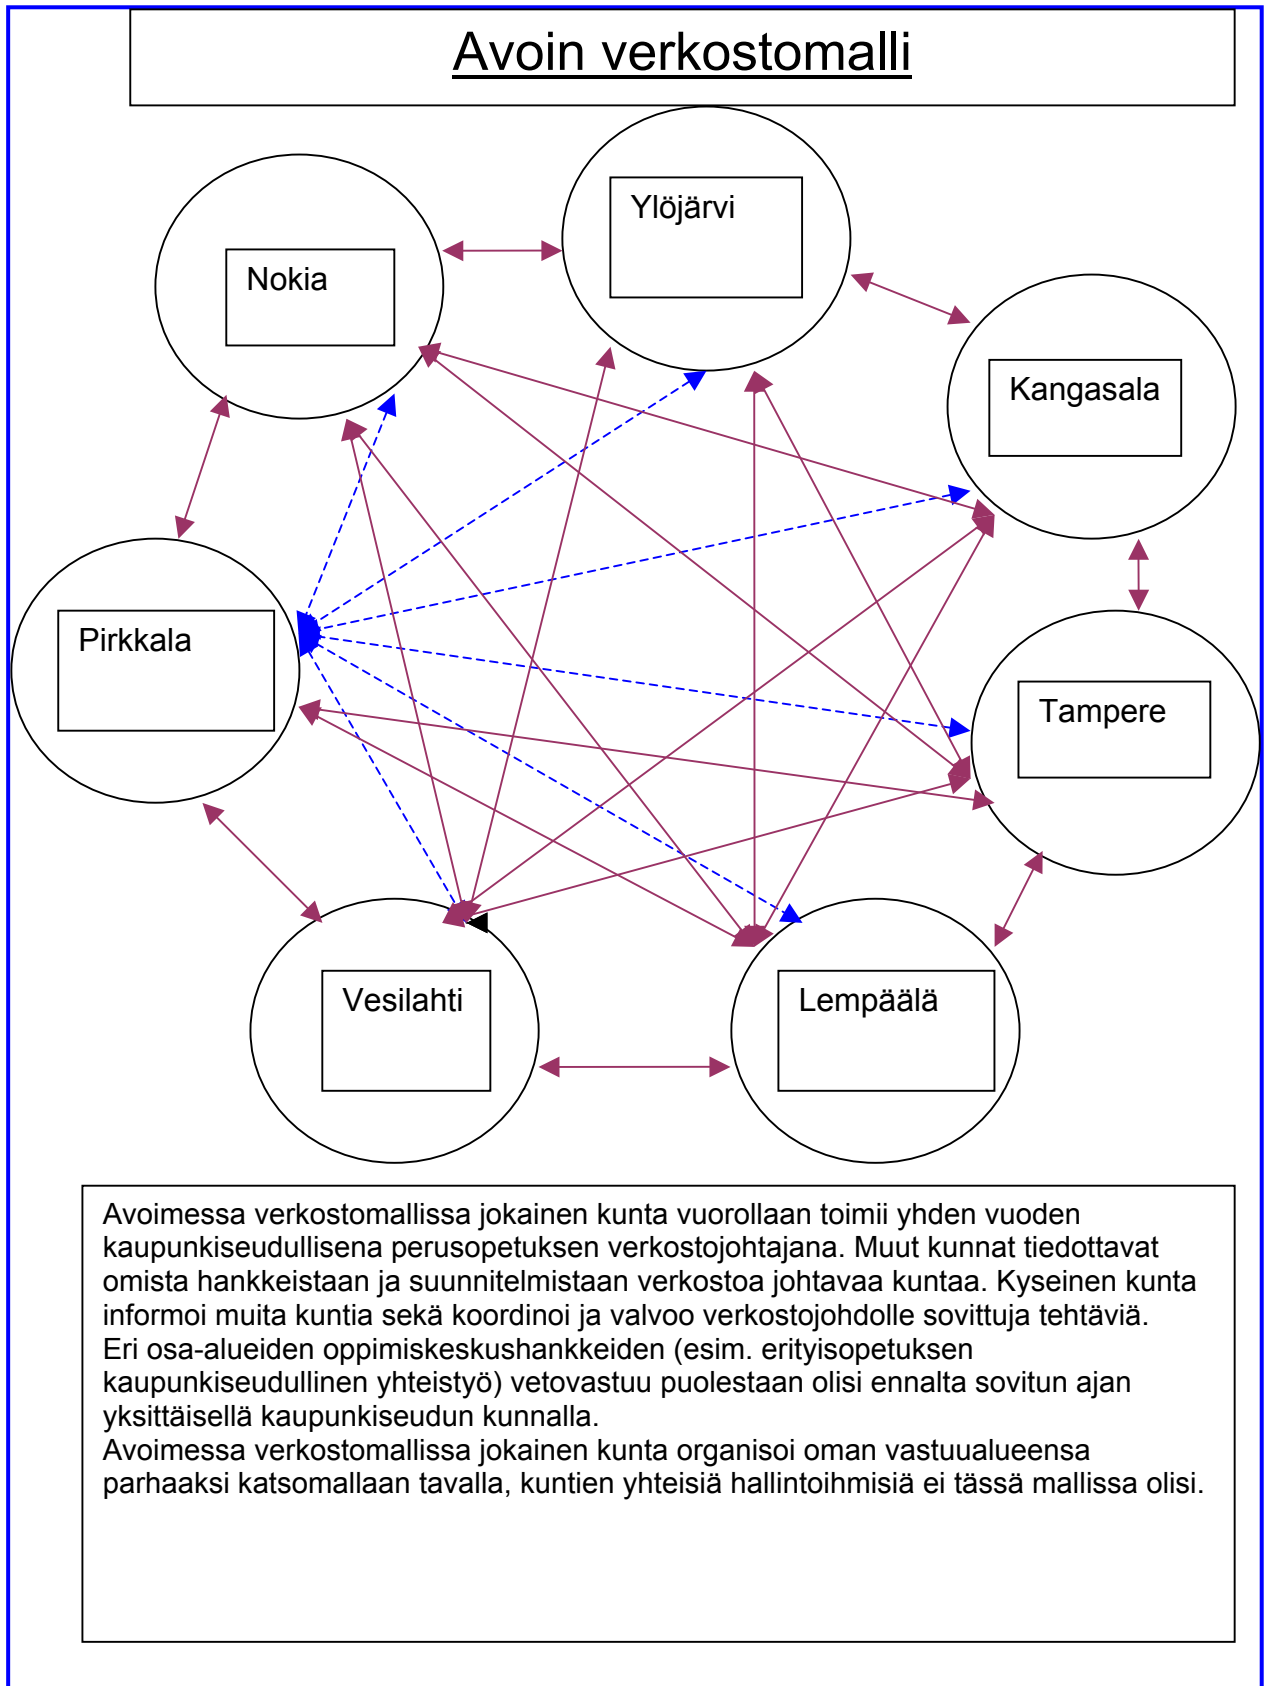 Avoin verkostomalli
Ylöjärvi
Nokia
Kangasala
Pirkkala
Tampere
Vesilahti
Lempäälä
Avoimessa verkostomallissa jokainen kunta vuorollaan toimii yhden vuoden
kaupunkiseudullisena perusopetuksen verkostojohtajana. Muut kunnat tiedottavat
omista hankkeistaan ja suunnitelmistaan verkostoa johtavaa kuntaa. Kyseinen kunta
informoi muita kuntia sekä koordinoi ja valvoo verkostojohdolle sovittuja tehtäviä.
Eri osa-alueiden oppimiskeskushankkeiden (esim. erityisopetuksen
kaupunkiseudullinen yhteistyö) vetovastuu puolestaan olisi ennalta sovitun ajan
yksittäisellä kaupunkiseudun kunnalla.
Avoimessa verkostomallissa jokainen kunta organisoi oman vastuualueensa
parhaaksi katsomallaan tavalla, kuntien yhteisiä hallintoihmisiä ei tässä mallissa olisi.